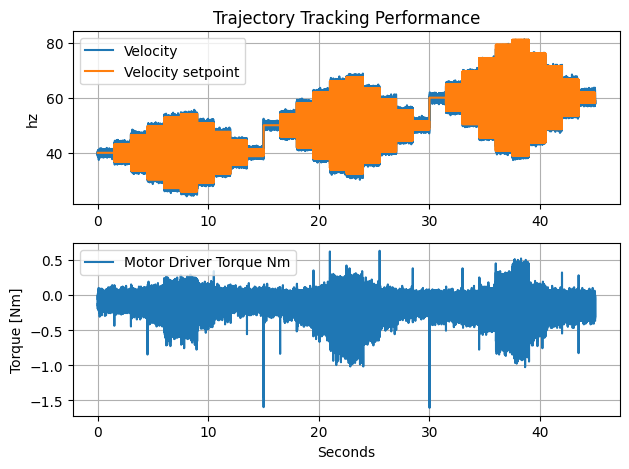 Trajectory Tracking Performance
80
60
40
hz
Velocity
Velocity setpoint
0
10
20
30
40
0.5
0.0
-0.5
-1.0
-1.5
Torque [Nm]
Motor Driver Torque Nm
0
10
20
30
40
Seconds